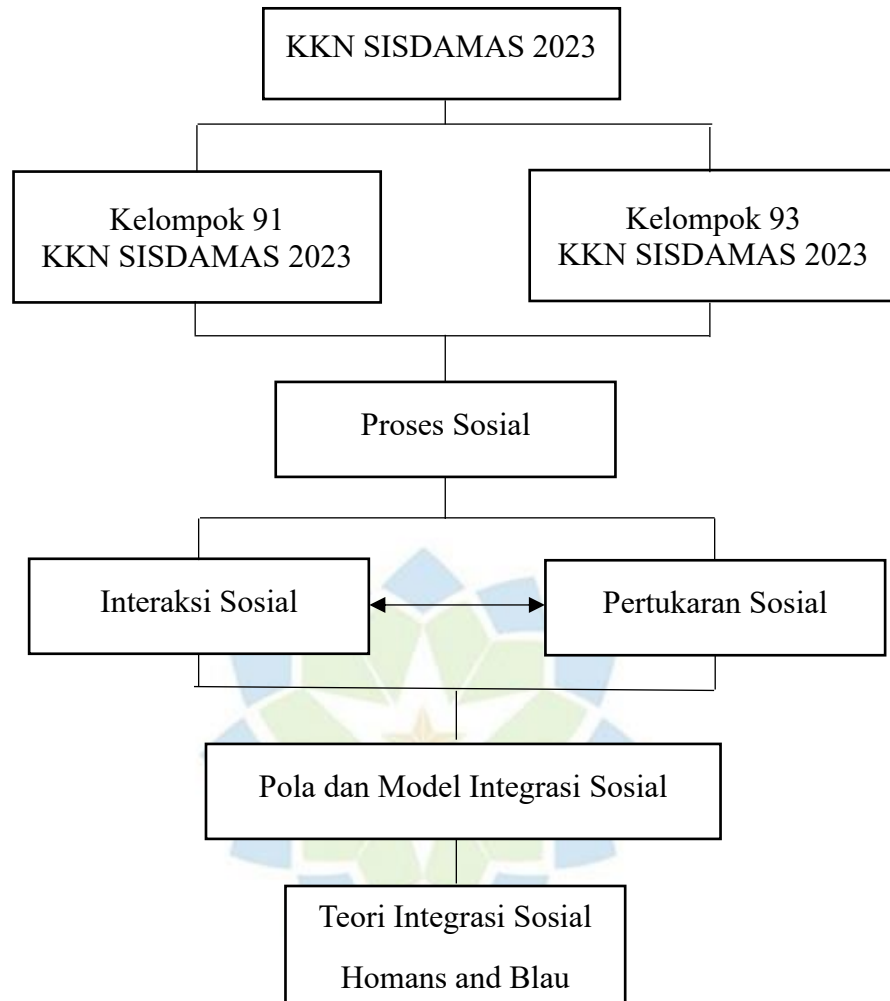 KKN SISDAMAS 2023
Kelompok 91
KKN SISDAMAS 2023
Kelompok 93
KKN SISDAMAS 2023
Proses Sosial
Interaksi Sosial
Pertukaran Sosial
Pola dan Model Integrasi Sosial
Teori Integrasi Sosial
Homans and Blau